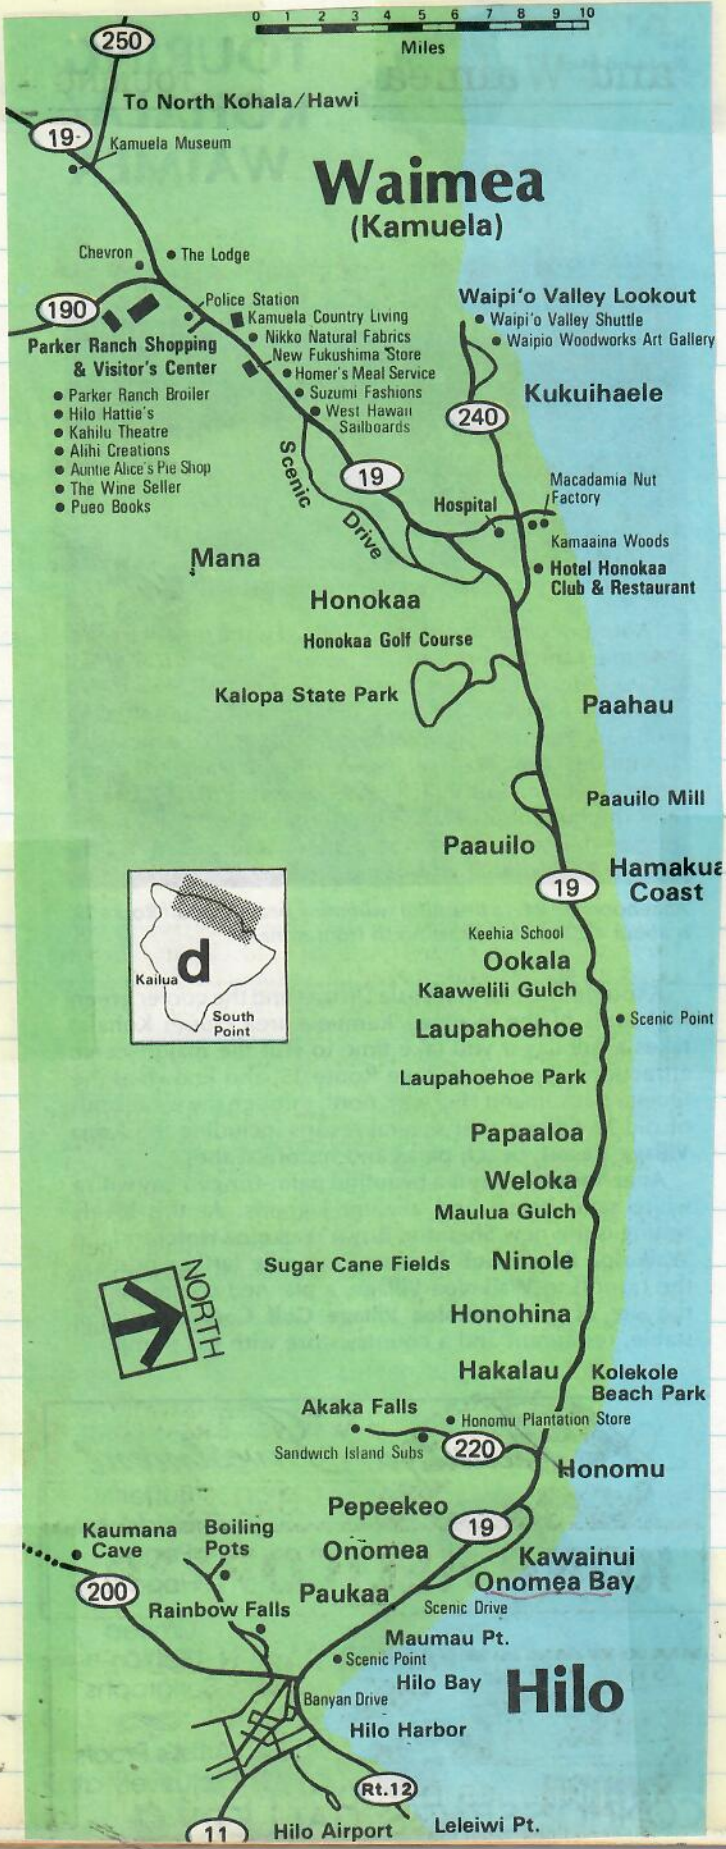 0 1 2 3 4 5 6 7 8 9 10
Miles
250
To North Kohala/Hawi
19
Kamuela Museum
Waimea
(Kamuela)
Chevron
The Lodge
190
Police Station
Kamuela Country Living
Nikko Natural Fabrics
New Fukushima Store
Homer's Meal Service
Suzumi Fashions
West Hawaii
Sailboards
Parker Ranch Shopping
& Visitor's Center
Parker Ranch Broiler
Hilo Hattie's
Kahilu Theatre
Alihi Creations
Auntie Alice's Pie Shop
The Wine Seller
Pueo Books
Waipi'o Valley Lookout
Waipi'o Valley Shuttle
Waipio Woodworks Art Gallery
Kukuihaele
240
19
Scenic
Drive
Hospital
Macadamia Nut
Factory
Kamaaina Woods
Hotel Honokaa
Club & Restaurant
Mana
Honokaa
Honokaa Golf Course
Kalopa State Park
Paahau
Paauilo Mill
Paauilo
19
Hamakua
Coast
Kailua
d
South
Point
Keehia School
Ookala
Kaawelili Gulch
Laupahoehoe
Scenic Point
Laupahoehoe Park
Papaaloa
Weloka
Maulua Gulch
Sugar Cane Fields
Ninole
NORTH
Honohina
Hakalau
Kolekole
Beach Park
Akaka Falls
Honomu Plantation Store
Sandwich Island Subs
220
Honomu
Pepeekeo
19
Kaumana
Cave
Boiling
Pots
Onomea
Kawainui
Onomea Bay
200
Paukaa
Rainbow Falls
Scenic Drive
Maumau Pt.
Scenic Point
Hilo Bay
Hilo
Banyan Drive
Hilo Harbor
Rt.12
11
Hilo Airport
Leleiwi Pt.